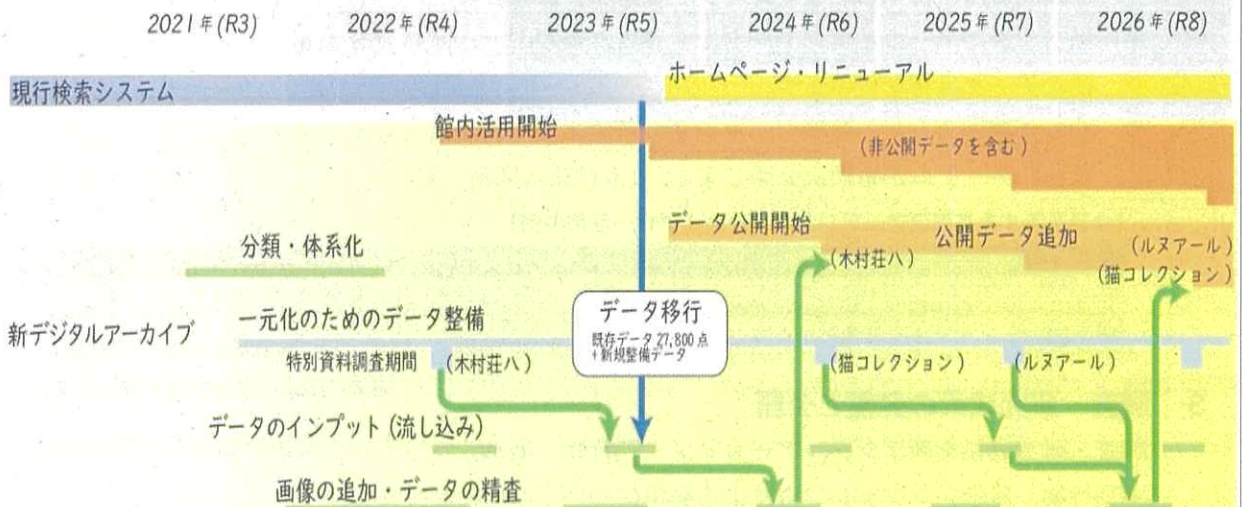 2021年(R3) 2022年(R4) 2023年(R5) 2024年(R6) 2025年(R7) 2026年(R8)
現行検索システム
ホームページ・リニューアル
館内活用開始
(非公開データを含む)
データ公開開始
公開データ追加
(ルヌアール)
(猫コレクション)
(木村荘八)
分類・体系化
新デジタルアーカイブ
一元化のためのデータ整備
データ移行
既存データ27,800点
+新規整備データ
特別資料調査期間
(木村荘八)
(猫コレクション)
(ルヌアール)
データのインプット(流し込み)
画像の追加・データの精査